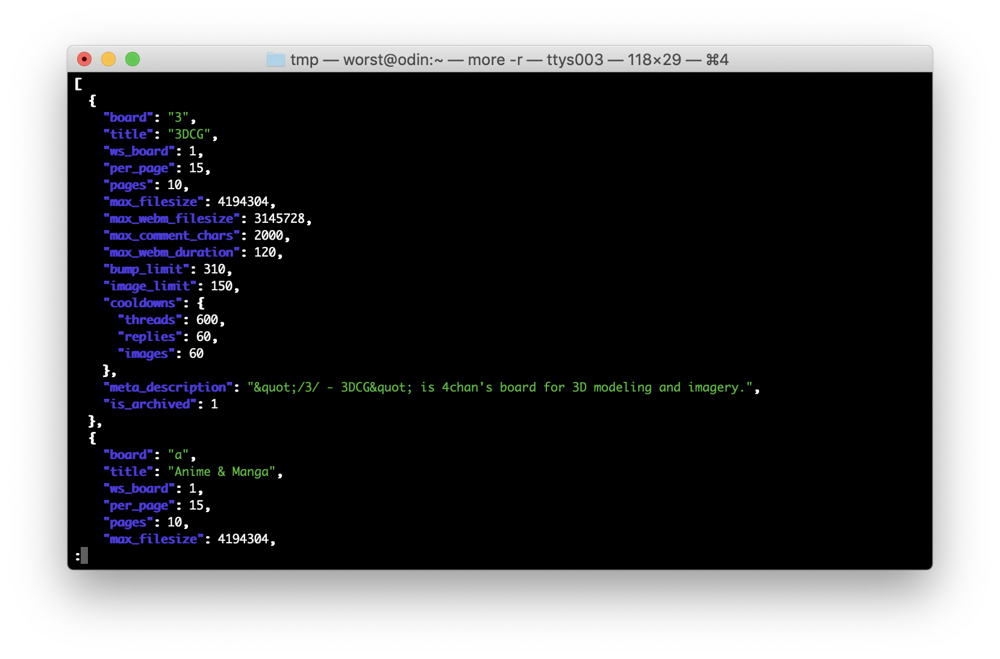 tmp — worst@odin:~ — more -r — ttys003 — 118×29 — ⌘4
[
  {
    "board": "3",
    "title": "3DCG",
    "ws_board": 1,
    "per_page": 15,
    "pages": 10,
    "max_filesize": 4194304,
    "max_webm_filesize": 3145728,
    "max_comment_chars": 2000,
    "max_webm_duration": 120,
    "bump_limit": 310,
    "image_limit": 150,
    "cooldowns": {
      "threads": 600,
      "replies": 60,
      "images": 60
    },
    "meta_description": "&quot;/3/ - 3DCG&quot; is 4chan's board for 3D modeling and imagery.",
    "is_archived": 1
  },
  {
    "board": "a",
    "title": "Anime & Manga",
    "ws_board": 1,
    "per_page": 15,
    "pages": 10,
    "max_filesize": 4194304,
: